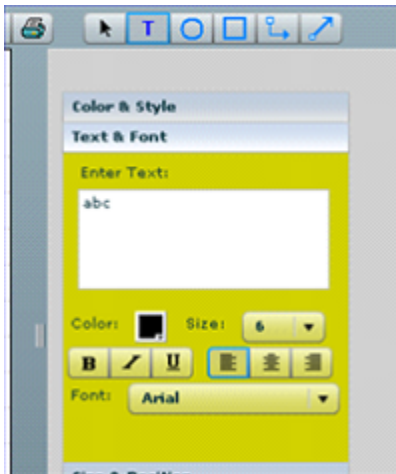 T
Color & Style
Text & Font
Enter Text:
abc
Color: Size: 6
B I U
Font: Arial